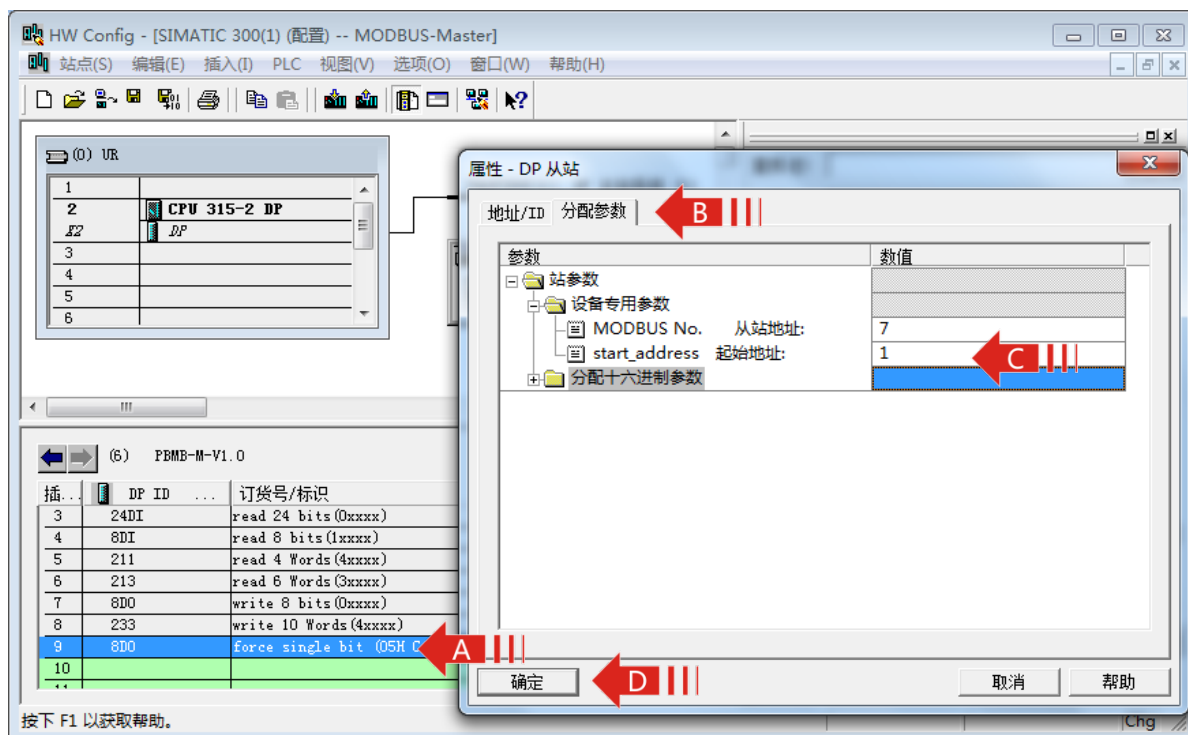 HW Config - [SIMATIC 300(1) (配置) -- MODBUS-Master]
站点(S) 编辑(E) 插入(I) PLC 视图(V) 选项(O) 窗口(W) 帮助(H)
(0) UR
1
2 CPU 315-2 DP
X2 DP
3
4
5
6
属性 - DP 从站
地址/ID 分配参数 B
参数 数值
站参数
设备专用参数
MODBUS No. 从站地址: 7
start_address 起始地址: 1 C
分配十六进制参数
(6) PBMB-M-V1.0
插... DP ID ... 订货号/标识
3 24DI read 24 bits(0xxxx)
4 8DI read 8 bits(1xxxx)
5 211 read 4 Words(4xxxx)
6 213 read 6 Words(3xxxx)
7 8DO write 8 bits(0xxxx)
8 233 write 10 Words(4xxxx)
9 8DO force single bit (05H C A
10
确定 D 取消 帮助
按下 F1 以获取帮助。 Chg